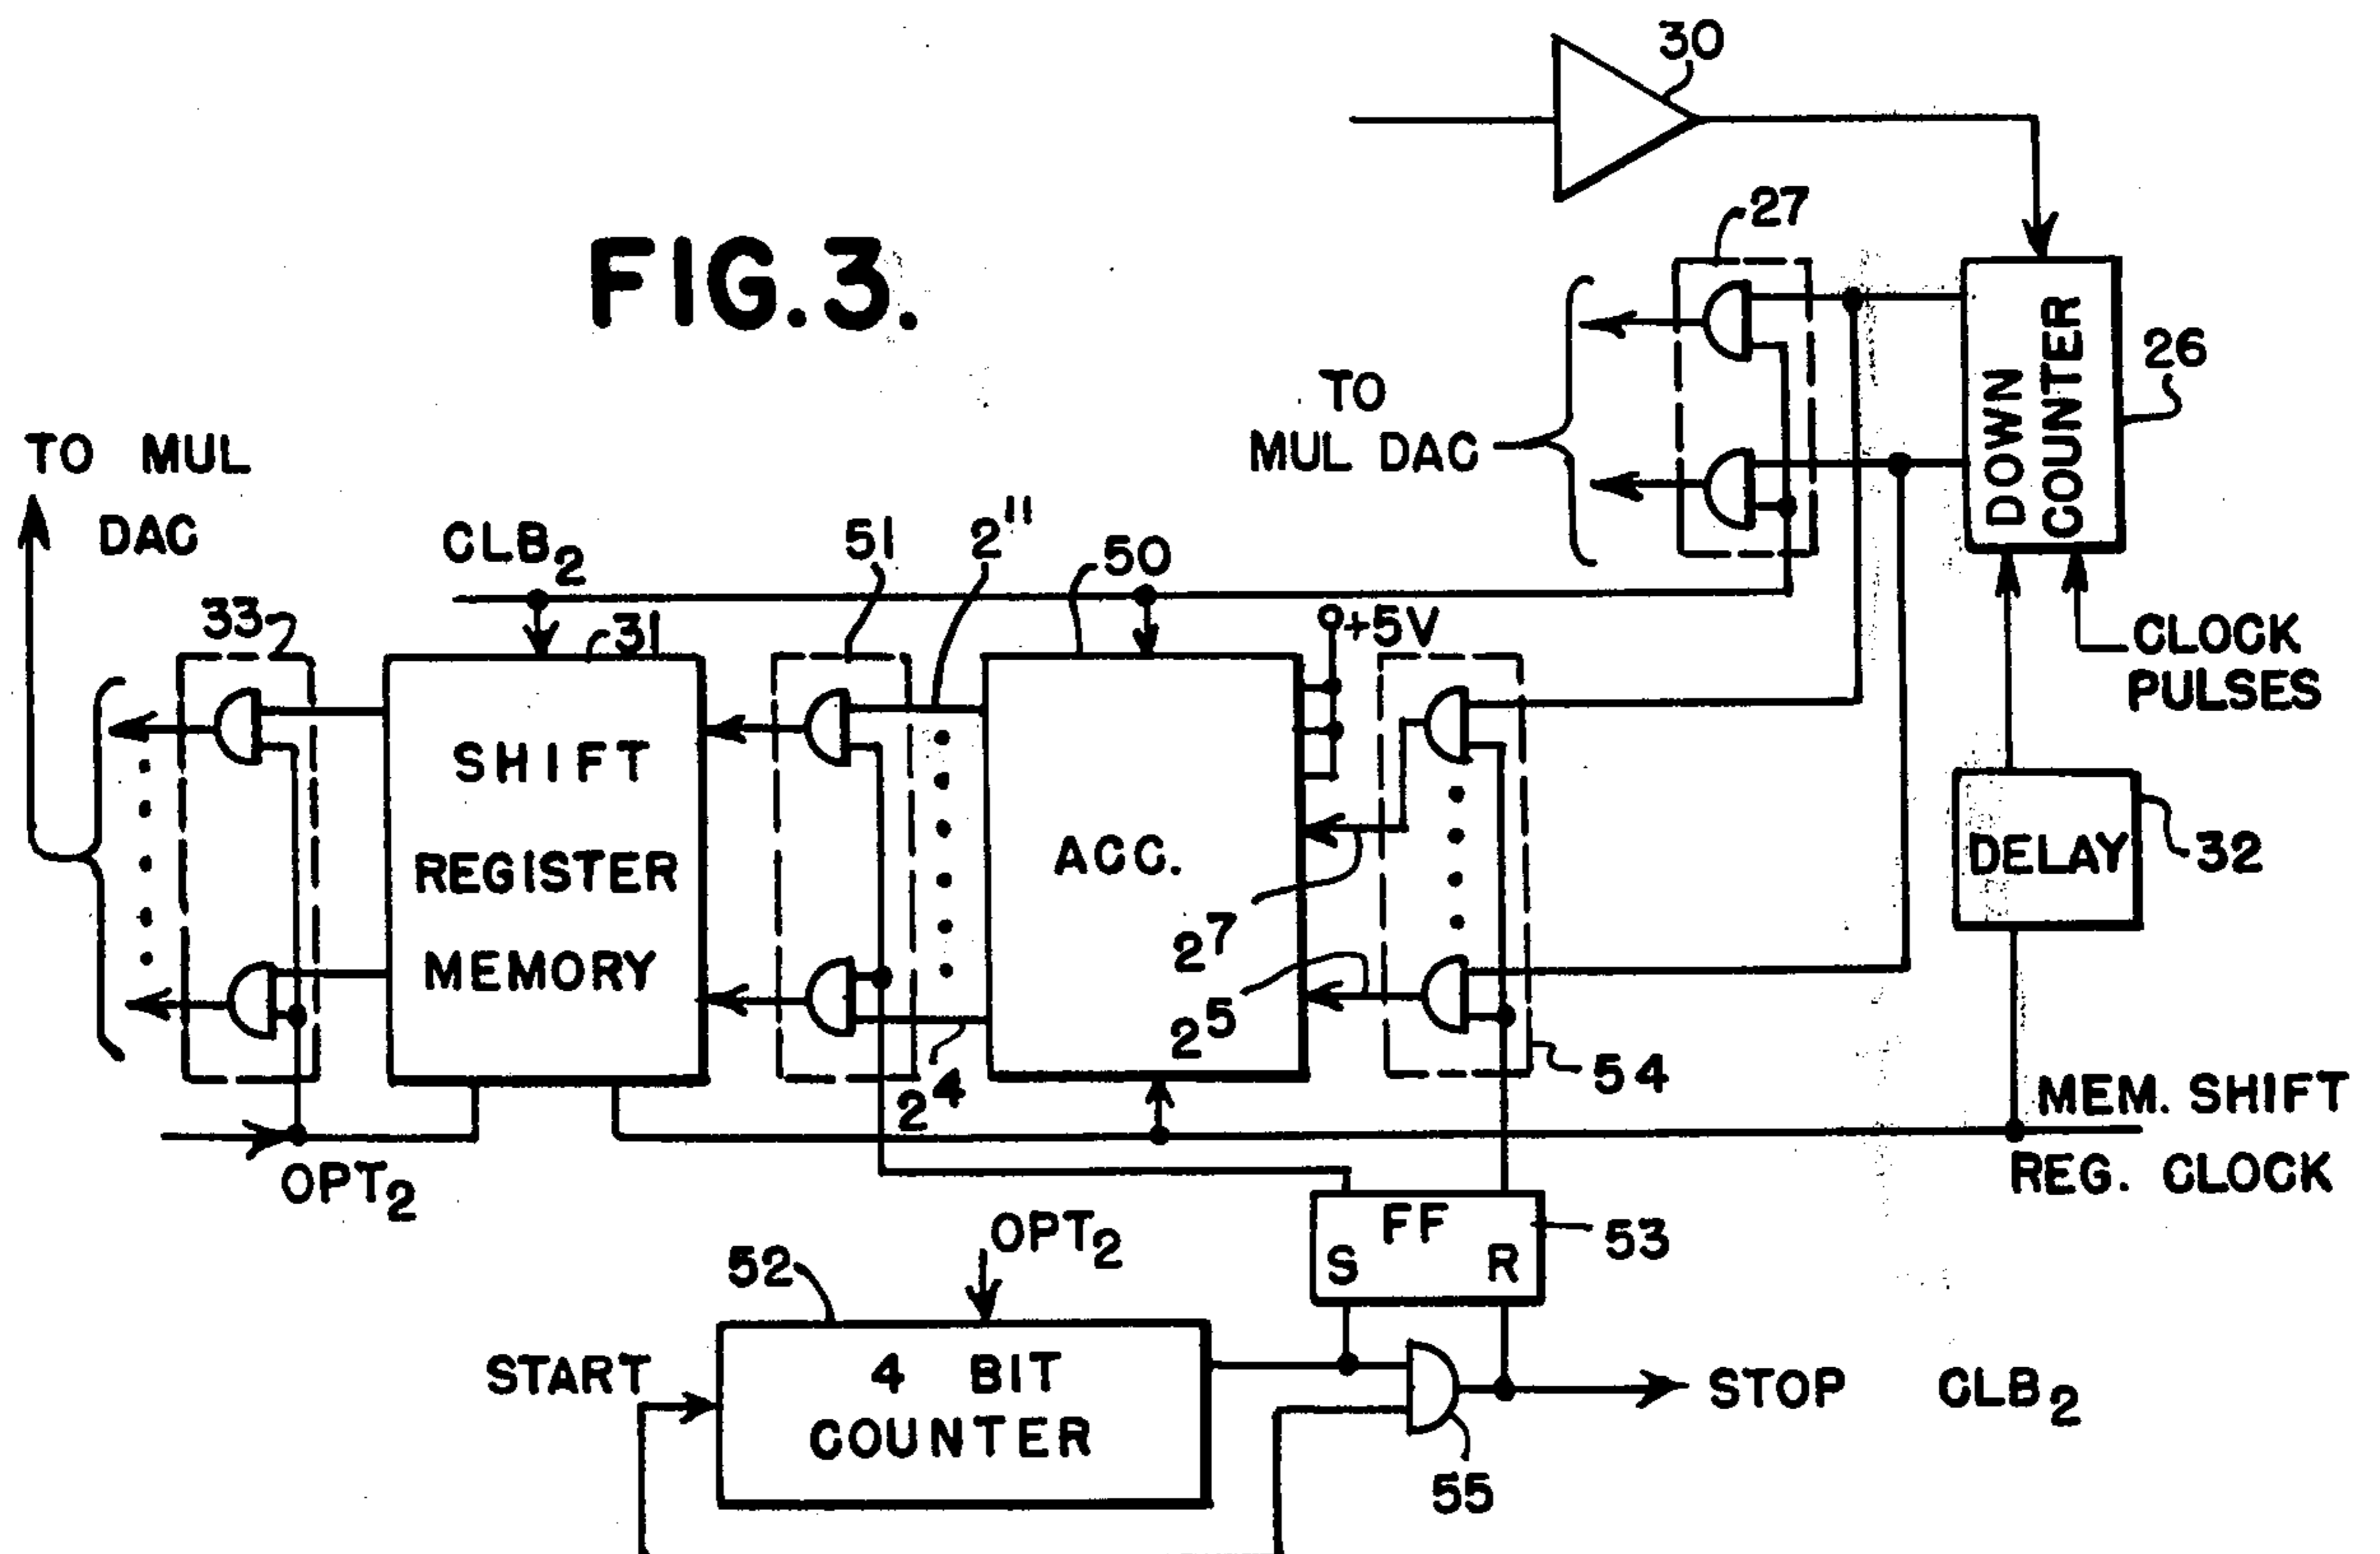 30
27
FIG.3.
26
DOWN
COUNTER
TO
MUL DAC
TO MUL
DAC
CLB2
51
2"
50
33
31
+5V
CLOCK
PULSES
SHIFT
REGISTER
MEMORY
ACC.
DELAY
32
2^7
2^5
2^4
54
MEM. SHIFT
REG. CLOCK
OPT2
OPT2
FF
S
R
53
52
START
4 BIT
COUNTER
STOP CLB2
55